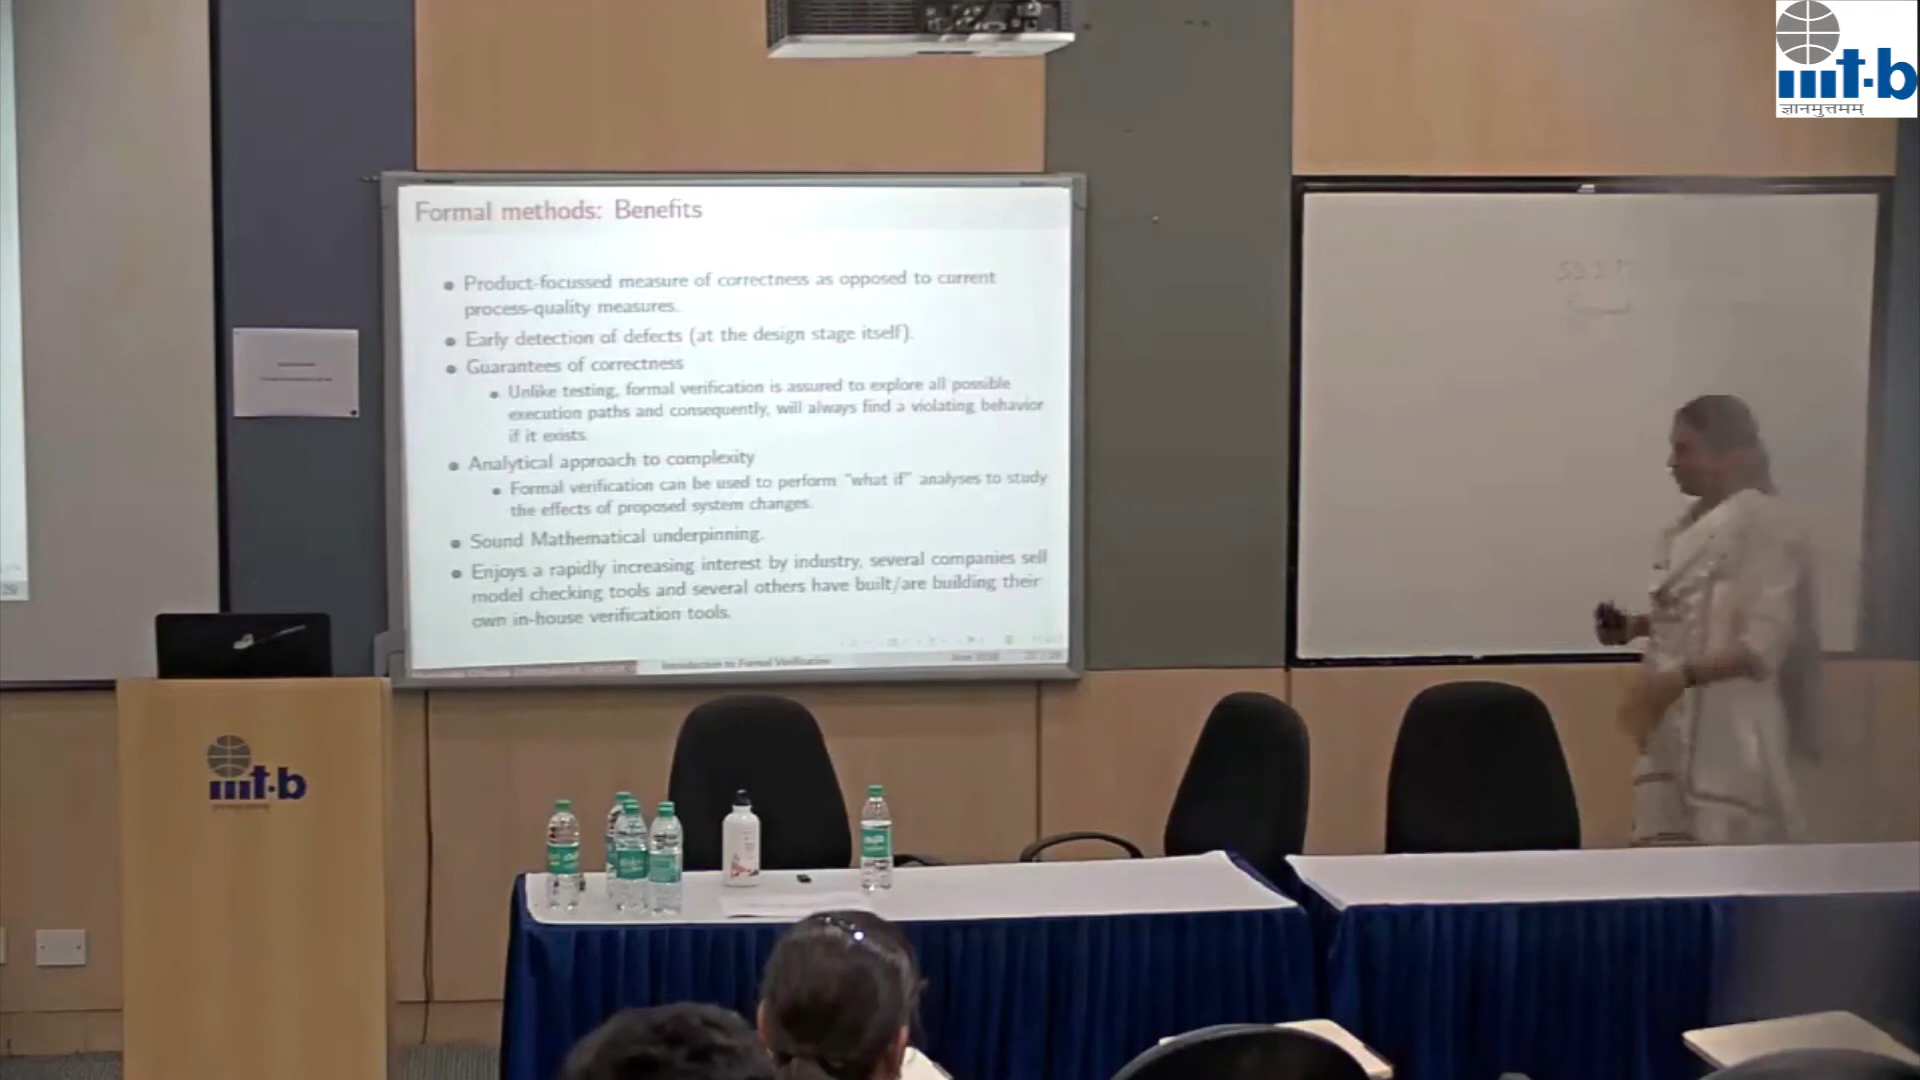 iiit-b
ज्ञानमुत्तमम्
Formal methods: Benefits
Product-focussed measure of correctness as opposed to current
process-quality measures.
Early detection of defects (at the design stage itself).
Guarantees of correctness
Unlike testing, formal verification is assured to explore all possible
execution paths and consequently, will always find a violating behavior
if it exists.
Analytical approach to complexity
Formal verification can be used to perform "what if" analyses to study
the effects of proposed system changes.
Sound Mathematical underpinning.
Enjoys a rapidly increasing interest by industry, several companies sell
model checking tools and several others have built/are building their
own in-house verification tools.
Introduction to Formal Verification
29
iiit-b